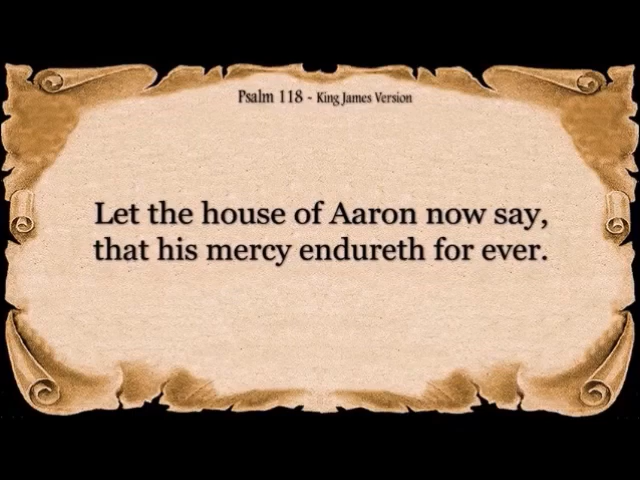 Psalm 118 - King James Version
Let the house of Aaron now say,
that his mercy endureth for ever.